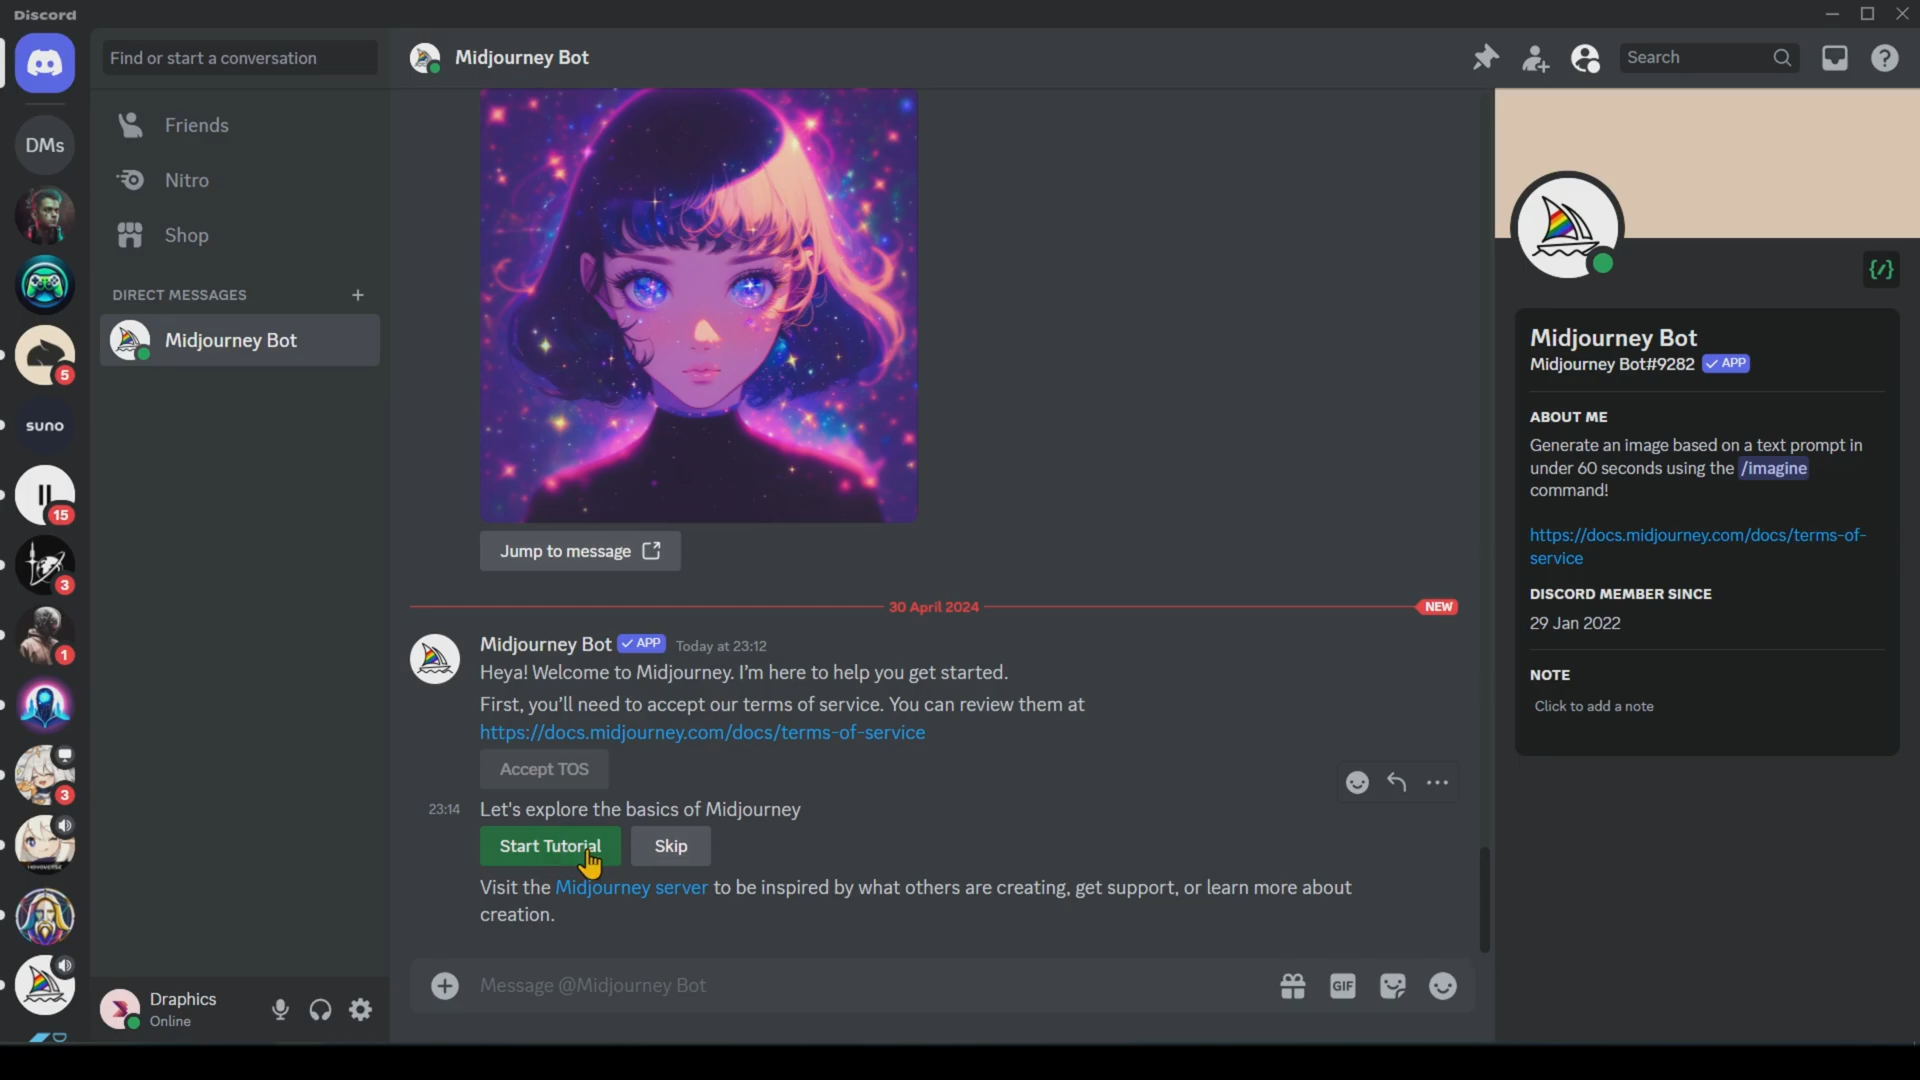 Discord
Find or start a conversation
Midjourney Bot
Search
DMs
Friends
Nitro
Shop
DIRECT MESSAGES
Midjourney Bot
5
suno
15
3
1
3
Draphics
Online
Jump to message
30 April 2024
NEW
Midjourney Bot APP Today at 23:12
Heya! Welcome to Midjourney. I'm here to help you get started.
First, you'll need to accept our terms of service. You can review them at
https://docs.midjourney.com/docs/terms-of-service
Accept TOS
23:14 Let's explore the basics of Midjourney
Start Tutorial Skip
Visit the Midjourney server to be inspired by what others are creating, get support, or learn more about
creation.
Message @Midjourney Bot
GIF
Midjourney Bot
Midjourney Bot#9282 APP
ABOUT ME
Generate an image based on a text prompt in
under 60 seconds using the /imagine
command!
https://docs.midjourney.com/docs/terms-of-
service
DISCORD MEMBER SINCE
29 Jan 2022
NOTE
Click to add a note